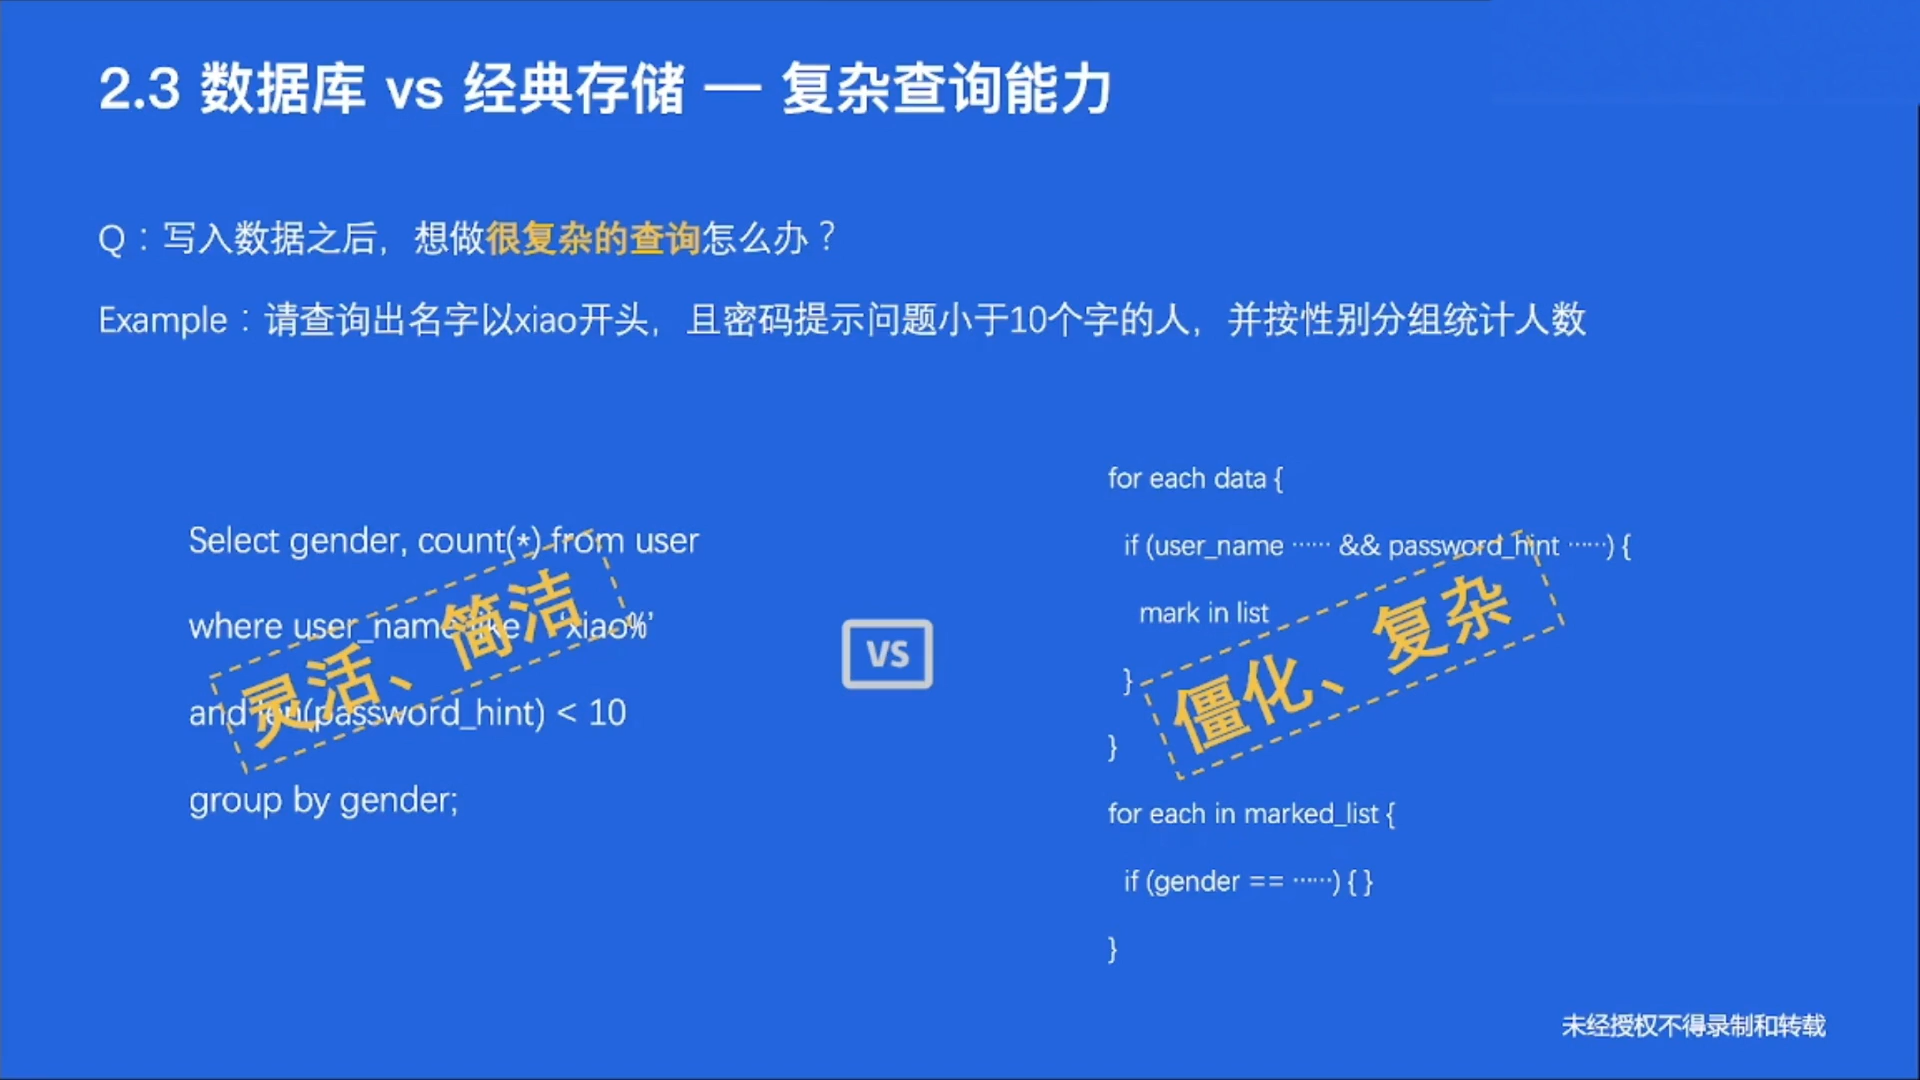 2.3 数据库 vs 经典存储 — 复杂查询能力
Q：写入数据之后，想做很复杂的查询怎么办？
Example：请查询出名字以xiao开头，且密码提示问题小于10个字的人，并按性别分组统计人数
Select gender, count(*) from user
where user_name like ‘xiao%’
and len(password_hint) < 10
group by gender;
灵活、简洁
VS
for each data {
if (user_name ······ && password_hint ······) {
mark in list
}
}
for each in marked_list {
if (gender == ······) { }
}
僵化、复杂
未经授权不得录制和转载